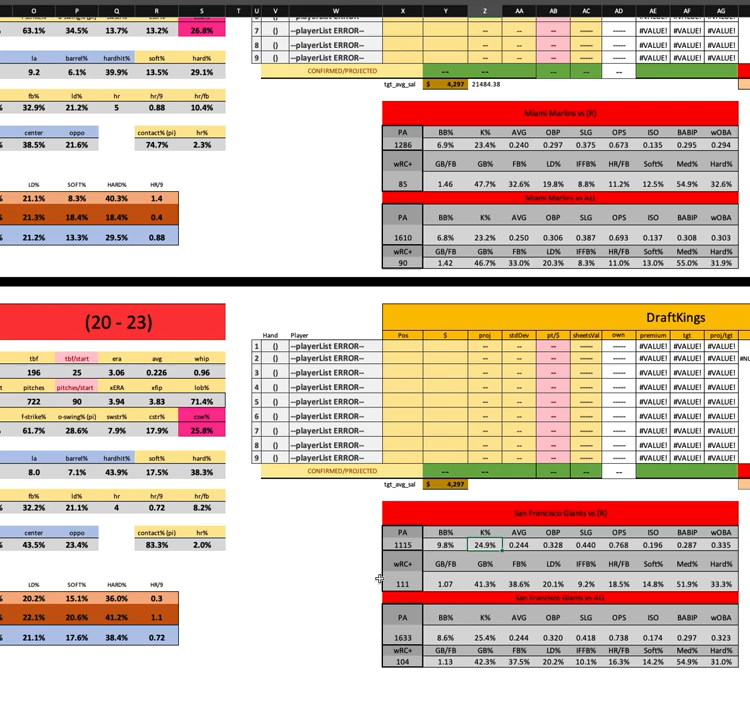 O P Q R S T U V W X Y Z AA AB AC AD AE AF AG
63.1% 34.5% 13.7% 13.2% 26.8%
7 () --playerList ERROR-- -- -- -- ----- ----- #VALUE! #VALUE! #VALUE!
8 () --playerList ERROR-- -- -- -- ----- ----- #VALUE! #VALUE! #VALUE!
9 () --playerList ERROR-- -- -- -- ----- ----- #VALUE! #VALUE! #VALUE!
la barrel% hardhit% soft% hard%
9.2 6.1% 39.9% 13.5% 29.1%
CONFIRMED/PROJECTED -- -- -- -- --
tgt_avg_sal $ 4,297 21484.38
fb% ld% hr hr/9 hr/fb
32.9% 21.2% 5 0.88 10.4%
center oppo contact% (pi) hr%
38.5% 21.6% 74.7% 2.3%
LD% SOFT% HARD% HR/9
21.1% 8.3% 40.3% 1.4
21.3% 18.4% 18.4% 0.4
21.2% 13.3% 29.5% 0.88
Miami Marlins vs (R)
PA BB% K% AVG OBP SLG OPS ISO BABIP wOBA
1286 6.9% 23.4% 0.240 0.297 0.375 0.673 0.135 0.295 0.294
wRC+ GB/FB GB% FB% LD% IFFB% HR/FB Soft% Med% Hard%
85 1.46 47.7% 32.6% 19.8% 8.8% 11.2% 12.5% 54.9% 32.6%
Miami Marlins vs ALL
PA BB% K% AVG OBP SLG OPS ISO BABIP wOBA
1610 6.8% 23.2% 0.250 0.306 0.387 0.693 0.137 0.308 0.303
wRC+ GB/FB GB% FB% LD% IFFB% HR/FB Soft% Med% Hard%
90 1.42 46.7% 33.0% 20.3% 8.3% 11.0% 13.0% 55.0% 31.9%
(20 - 23)
DraftKings
Hand Player Pos $ proj stdDev pt/$ sheetsVal own premium tgt proj/tgt
1 () --playerList ERROR-- -- -- -- ----- ----- #VALUE! #VALUE! #VALUE!
2 () --playerList ERROR-- -- -- -- ----- ----- #VALUE! #VALUE! #VALUE!
3 () --playerList ERROR-- -- -- -- ----- ----- #VALUE! #VALUE! #VALUE!
4 () --playerList ERROR-- -- -- -- ----- ----- #VALUE! #VALUE! #VALUE!
5 () --playerList ERROR-- -- -- -- ----- ----- #VALUE! #VALUE! #VALUE!
6 () --playerList ERROR-- -- -- -- ----- ----- #VALUE! #VALUE! #VALUE!
7 () --playerList ERROR-- -- -- -- ----- ----- #VALUE! #VALUE! #VALUE!
8 () --playerList ERROR-- -- -- -- ----- ----- #VALUE! #VALUE! #VALUE!
9 () --playerList ERROR-- -- -- -- ----- ----- #VALUE! #VALUE! #VALUE!
CONFIRMED/PROJECTED -- -- -- -- --
tgt_avg_sal $ 4,297
tbf tbf/start era avg whip
196 25 3.06 0.226 0.96
pitches pitches/start xERA xfip lob%
722 90 3.94 3.83 71.4%
f-strike% o-swing% (pi) swstr% cstr% csw%
61.7% 28.6% 7.9% 17.9% 25.8%
la barrel% hardhit% soft% hard%
8.0 7.1% 43.9% 17.5% 38.3%
fb% ld% hr hr/9 hr/fb
32.2% 21.1% 4 0.72 8.2%
center oppo contact% (pi) hr%
43.5% 23.4% 83.3% 2.0%
LD% SOFT% HARD% HR/9
20.2% 15.1% 36.0% 0.3
22.1% 20.6% 41.2% 1.1
21.1% 17.6% 38.4% 0.72
San Francisco Giants vs (R)
PA BB% K% AVG OBP SLG OPS ISO BABIP wOBA
1115 9.8% 24.9% 0.244 0.328 0.440 0.768 0.196 0.287 0.335
wRC+ GB/FB GB% FB% LD% IFFB% HR/FB Soft% Med% Hard%
111 1.07 41.3% 38.6% 20.1% 9.2% 18.5% 14.8% 51.9% 33.3%
San Francisco Giants vs ALL
PA BB% K% AVG OBP SLG OPS ISO BABIP wOBA
1633 8.6% 25.4% 0.244 0.320 0.418 0.738 0.174 0.297 0.323
wRC+ GB/FB GB% FB% LD% IFFB% HR/FB Soft% Med% Hard%
104 1.13 42.3% 37.5% 20.2% 10.1% 16.3% 14.2% 54.9% 31.0%